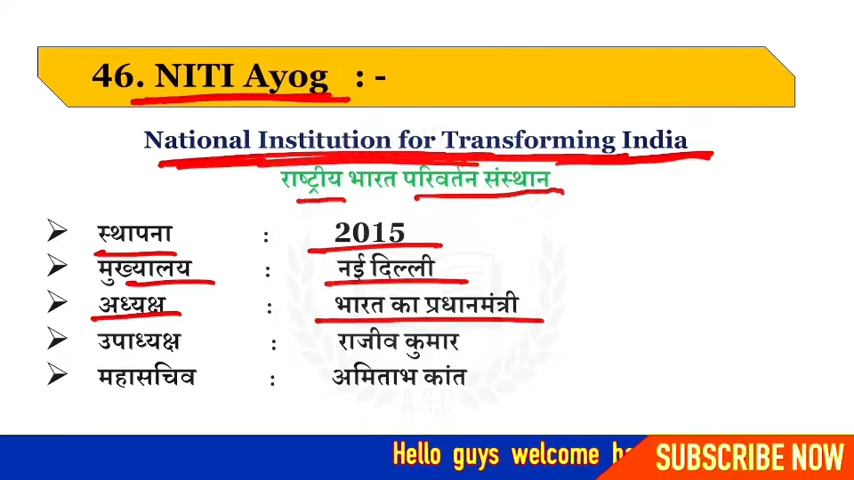 46. NITI Ayog : -
National Institution for Transforming India
राष्ट्रीय भारत परिवर्तन संस्थान
➢ स्थापना : 2015
➢ मुख्यालय : नई दिल्ली
➢ अध्यक्ष : भारत का प्रधानमंत्री
➢ उपाध्यक्ष : राजीव कुमार
➢ महासचिव : अमिताभ कांत
Hello guys welcome
SUBSCRIBE NOW